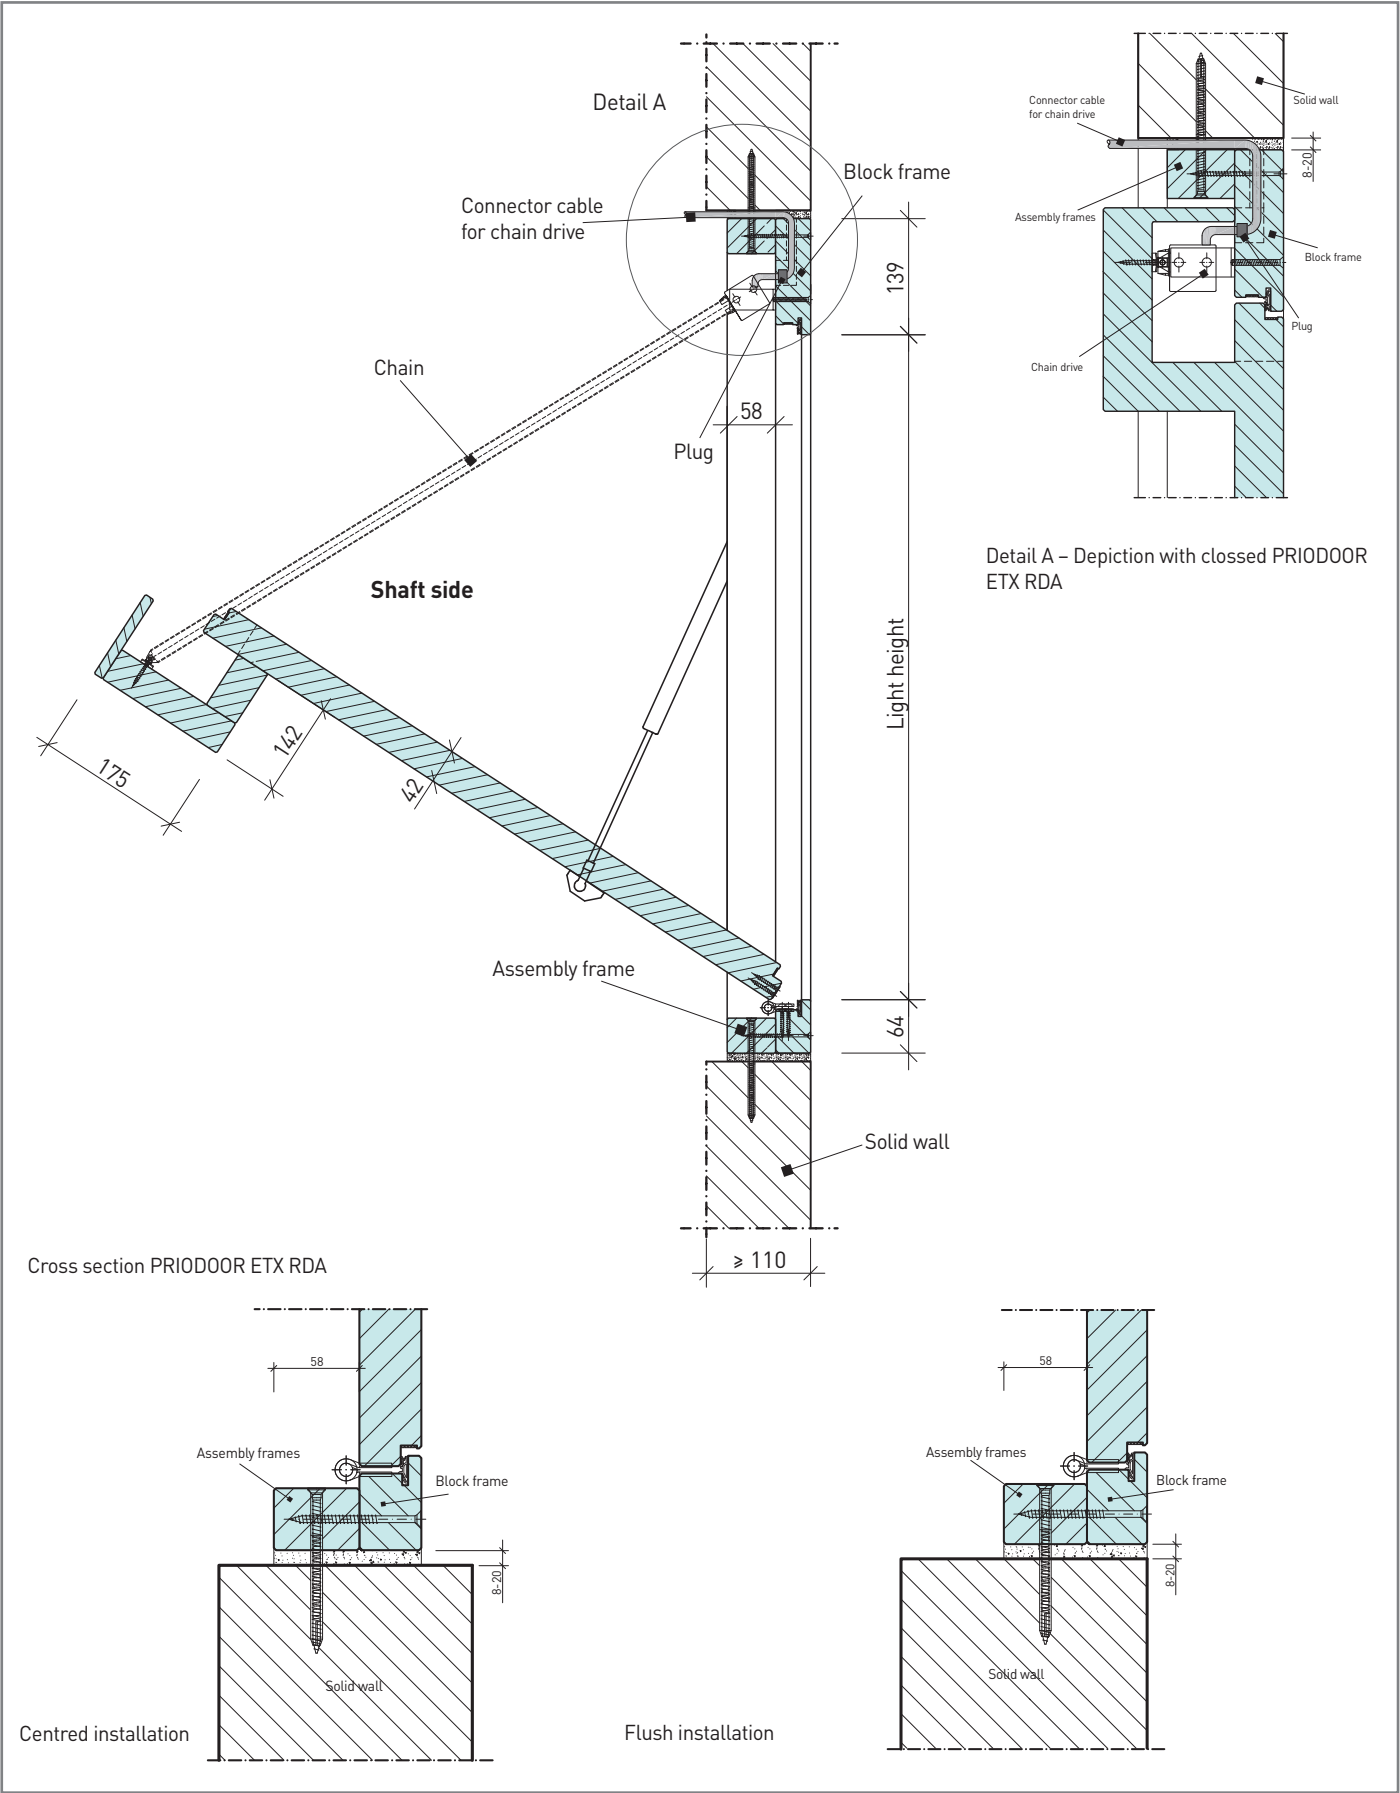 Detail A
Connector cable
for chain drive
Block frame
139
Chain
58
Plug
Shaft side
Light height
175
142
42
Assembly frame
64
Solid wall
⩾ 110
Cross section PRIODOOR ETX RDA
Connector cable
for chain drive
Solid wall
8-20
Assembly frames
Block frame
Plug
Chain drive
Detail A – Depiction with clossed PRIODOOR
ETX RDA
58
Assembly frames
Block frame
8-20
Solid wall
Centred installation
58
Assembly frames
Block frame
8-20
Solid wall
Flush installation